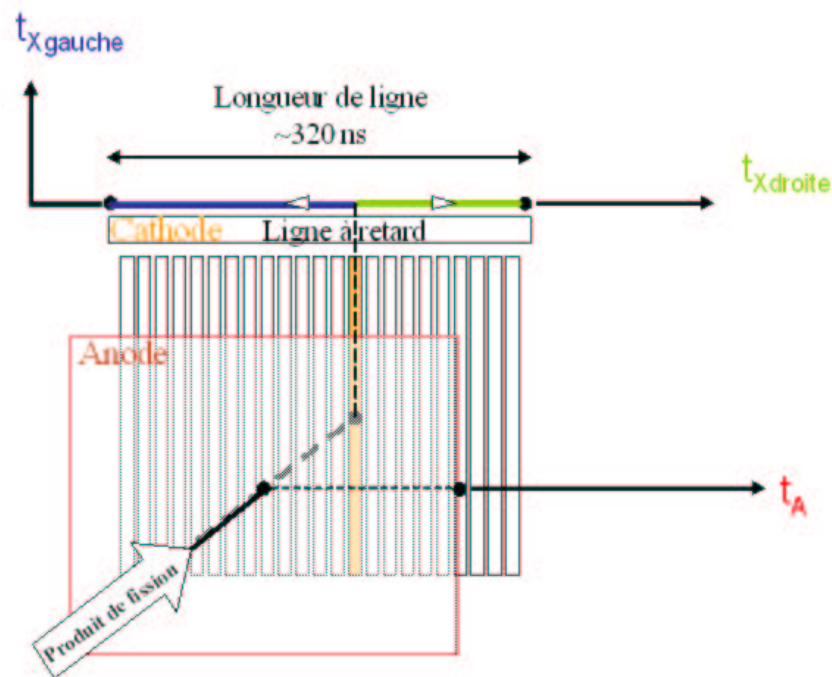 tXgauche
Longueur de ligne
~320 ns
tXdroite
Cathode Ligne à retard
Anode
tA
Produit de fission